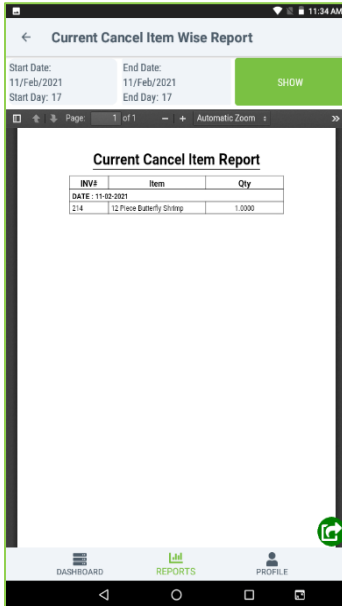 11:34 AM
Current Cancel Item Wise Report
Start Date:
11/Feb/2021
Start Day: 17
End Date:
11/Feb/2021
End Day: 17
SHOW
Page: 1 of 1 − + Automatic Zoom
Current Cancel Item Report
INV# Item Qty
DATE : 11-02-2021
214 12 Piece Butterfly Shrimp 1.0000
DASHBOARD REPORTS PROFILE